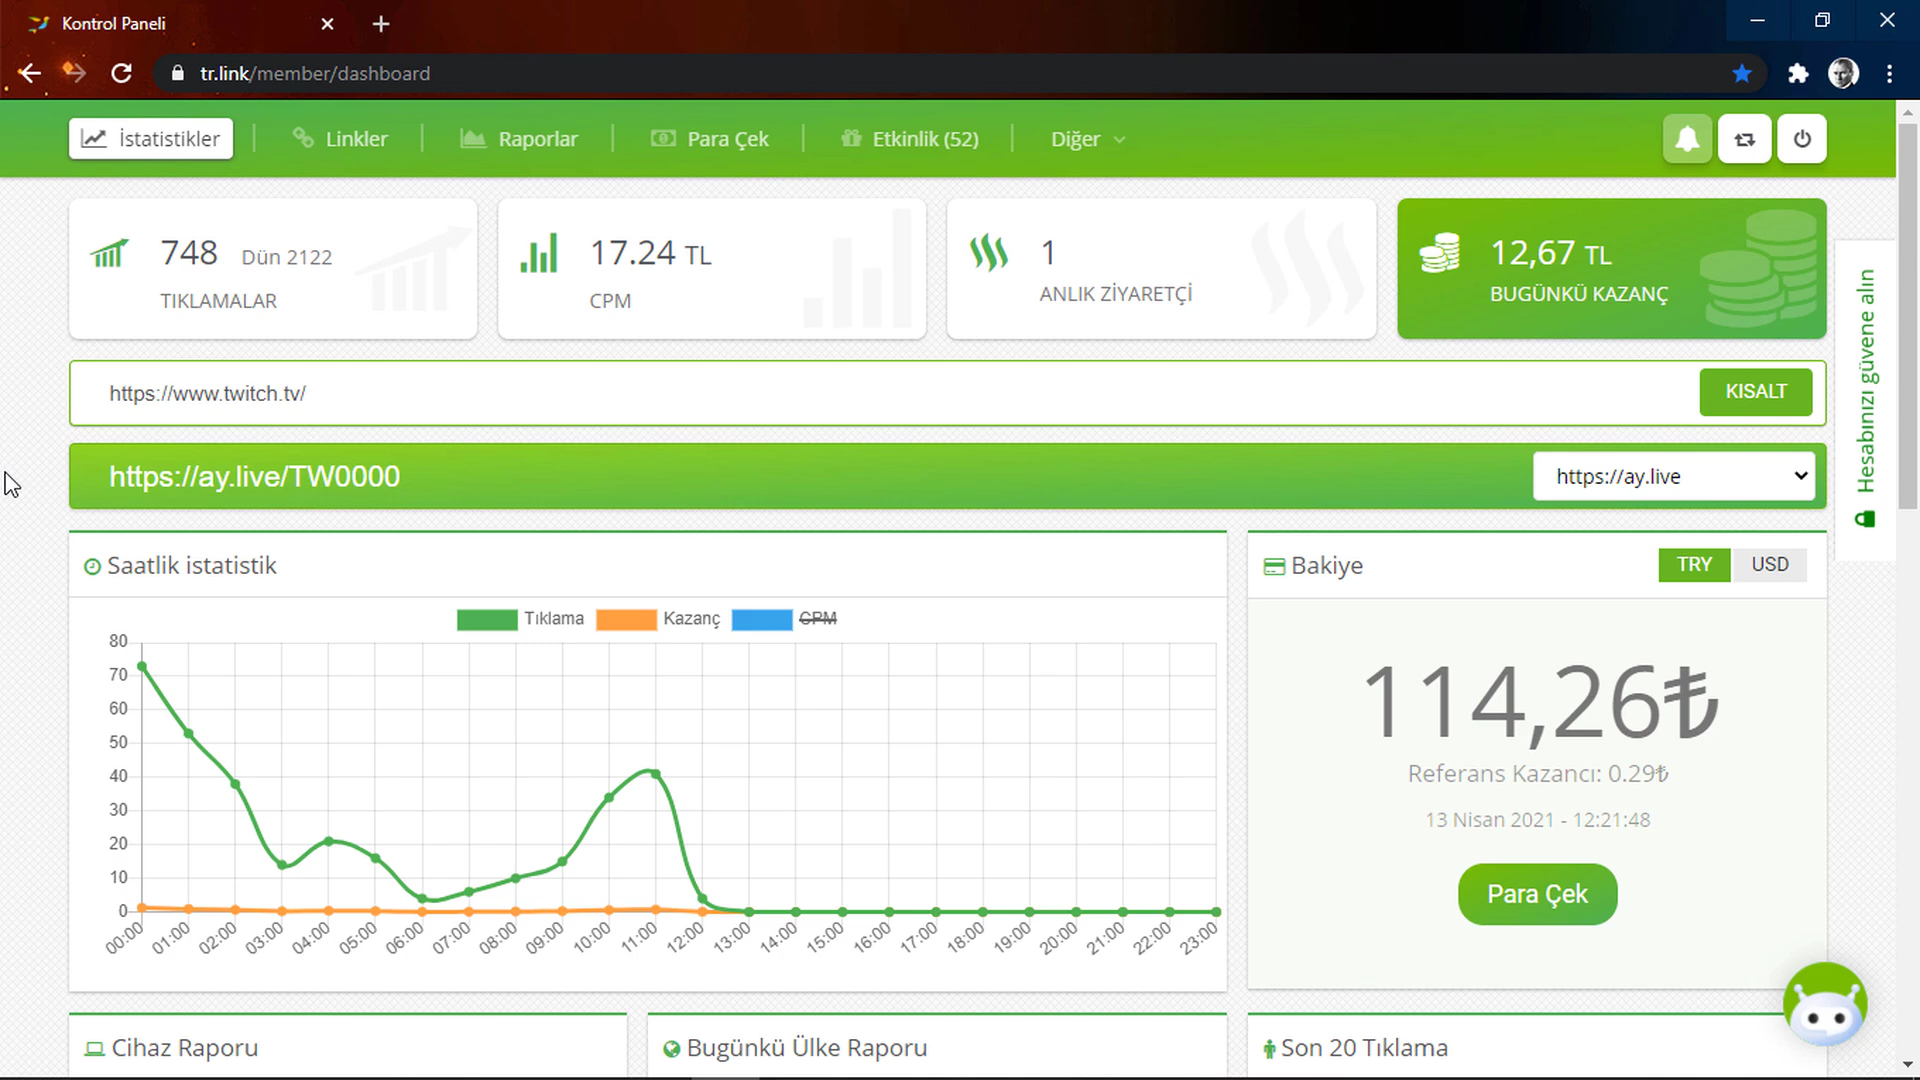 Kontrol Paneli
tr.link/member/dashboard
İstatistikler
Linkler
Raporlar
Para Çek
Etkinlik (52)
Diğer
748 Dün 2122
TIKLAMALAR
17.24 TL
CPM
1
ANLIK ZİYARETÇİ
12,67 TL
BUGÜNKÜ KAZANÇ
Hesabınızı güvene alın
https://www.twitch.tv/
KISALT
https://ay.live/TW0000
https://ay.live
Saatlik istatistik
Tıklama Kazanç CPM
80
70
60
50
40
30
20
10
0
00:00 01:00 02:00 03:00 04:00 05:00 06:00 07:00 08:00 09:00 10:00 11:00 12:00 13:00 14:00 15:00 16:00 17:00 18:00 19:00 20:00 21:00 22:00 23:00
Bakiye
TRY USD
114,26₺
Referans Kazancı: 0.29₺
13 Nisan 2021 - 12:21:48
Para Çek
Cihaz Raporu
Bugünkü Ülke Raporu
Son 20 Tıklama